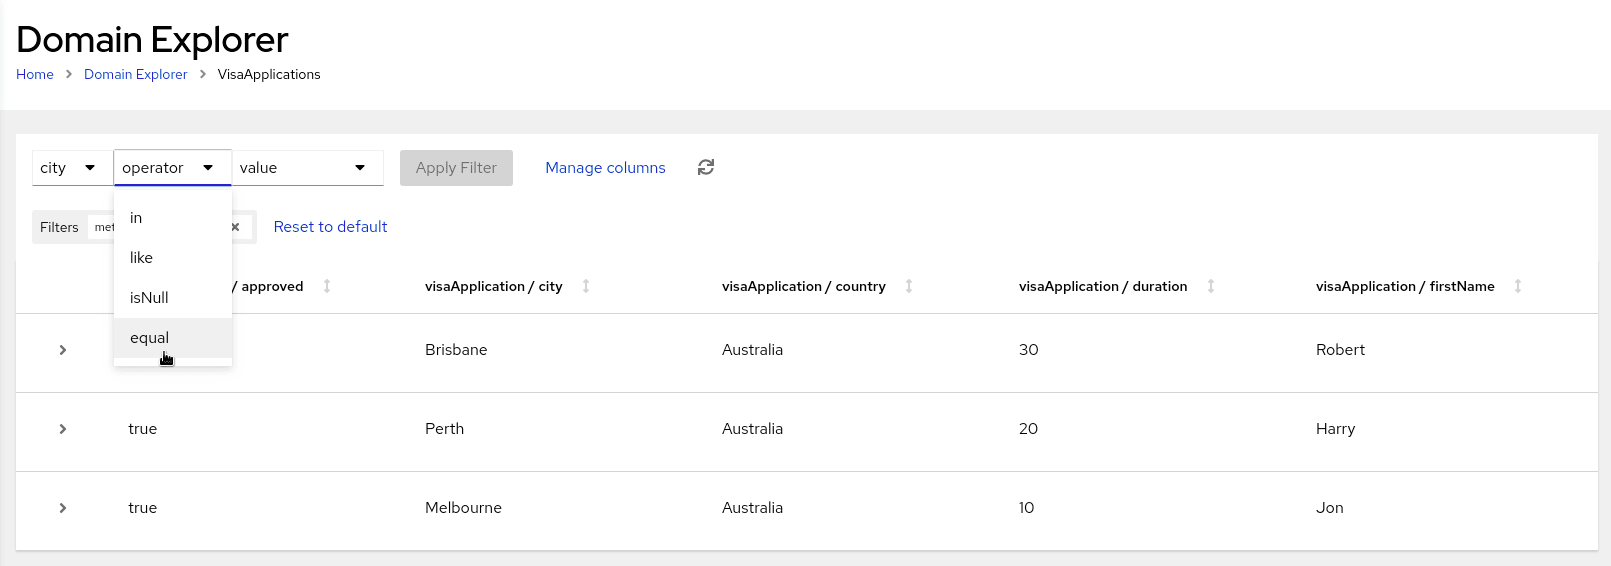 Domain Explorer
Home > Domain Explorer > VisaApplications
city operator value Apply Filter Manage columns
in
Filters Reset to default
like
/ approved visaApplication / city visaApplication / country visaApplication / duration visaApplication / firstName
isNull
equal
Brisbane Australia 30 Robert
true Perth Australia 20 Harry
true Melbourne Australia 10 Jon